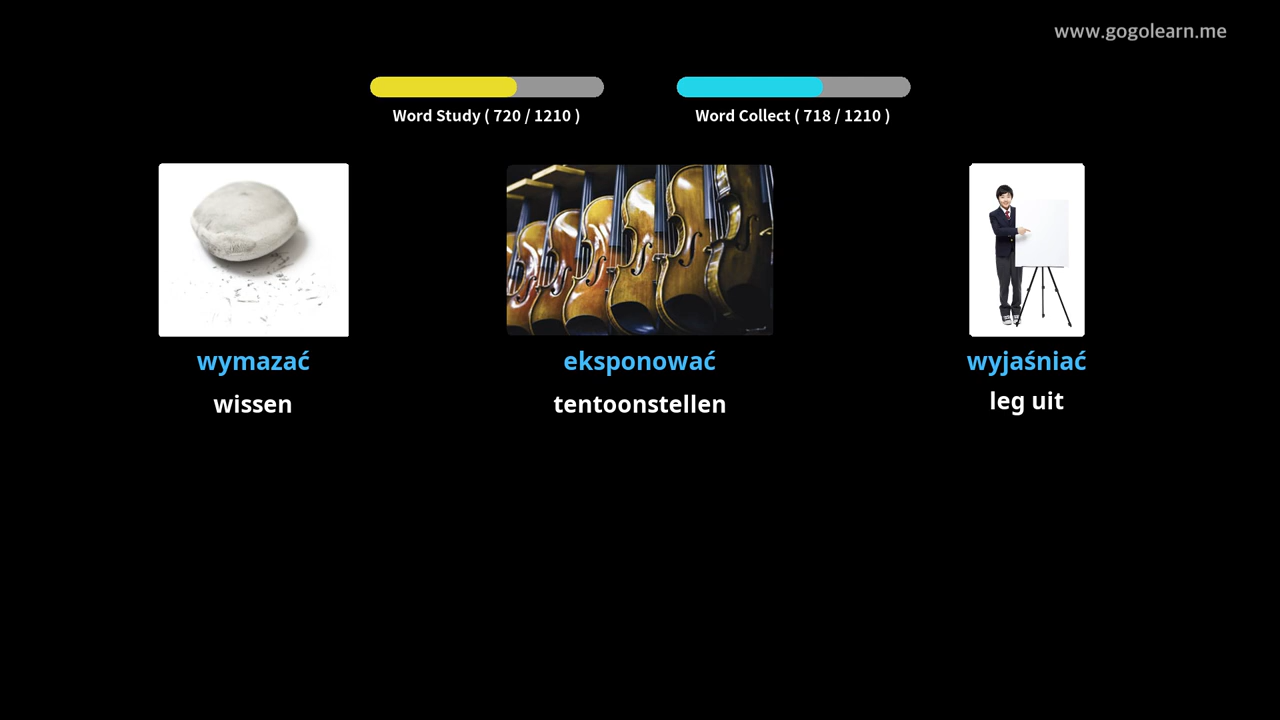 www.gogolearn.me
Word Study ( 720 / 1210 )
Word Collect ( 718 / 1210 )
wymazać
eksponować
wyjaśniać
wissen
tentoonstellen
leg uit